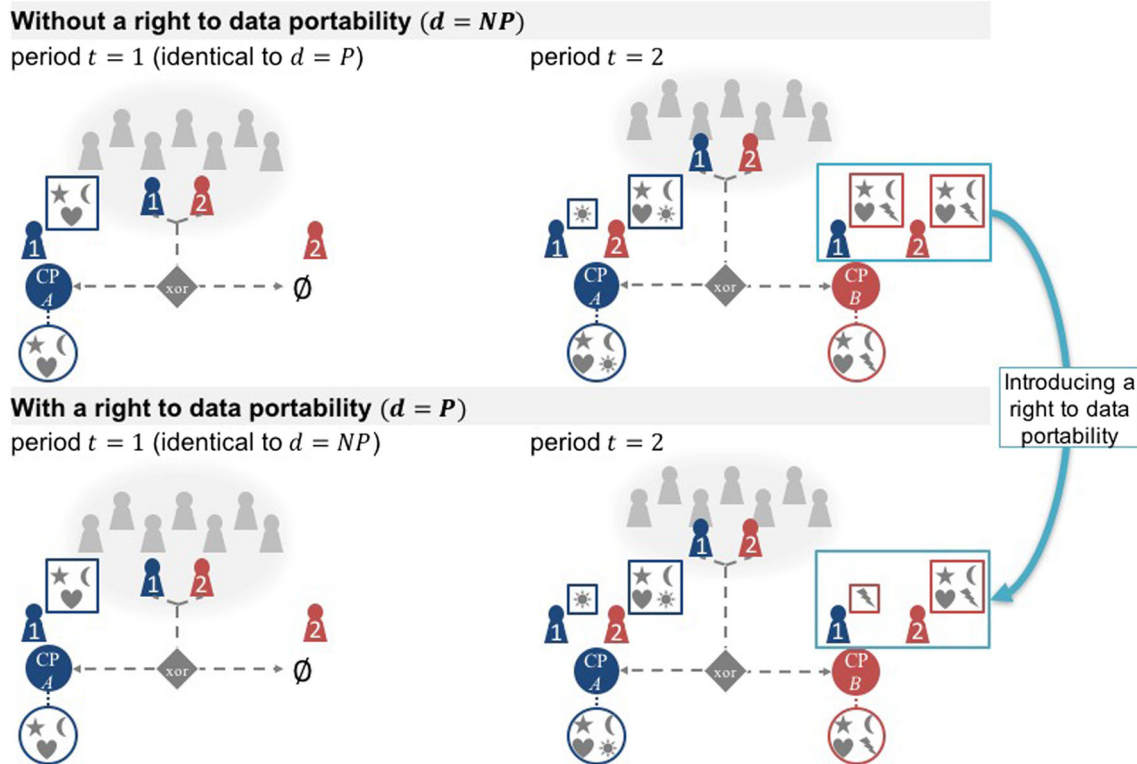 Without a right to data portability (d = NP)
period t = 1 (identical to d = P)
period t = 2
1
2
1
2
1
2
1
2
1
2
CP
A
xor
Ø
CP
A
xor
CP
B
Introducing a
right to data
portability
With a right to data portability (d = P)
period t = 1 (identical to d = NP)
period t = 2
1
2
1
2
1
2
1
2
1
2
CP
A
xor
Ø
CP
A
xor
CP
B